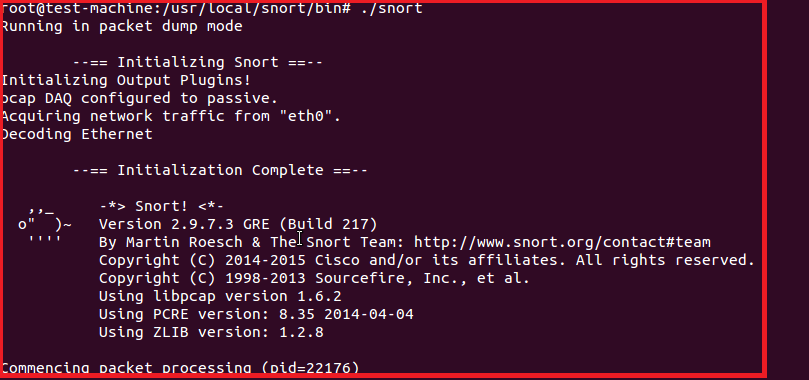 root@test-machine:/usr/local/snort/bin# ./snort
Running in packet dump mode
--== Initializing Snort ==--
Initializing Output Plugins!
pcap DAQ configured to passive.
Acquiring network traffic from "eth0".
Decoding Ethernet
--== Initialization Complete ==--
,,_     -*> Snort! <*-
o"  )~   Version 2.9.7.3 GRE (Build 217)
''''    By Martin Roesch & The Snort Team: http://www.snort.org/contact#team
Copyright (C) 2014-2015 Cisco and/or its affiliates. All rights reserved.
Copyright (C) 1998-2013 Sourcefire, Inc., et al.
Using libpcap version 1.6.2
Using PCRE version: 8.35 2014-04-04
Using ZLIB version: 1.2.8
Commencing packet processing (pid=22176)